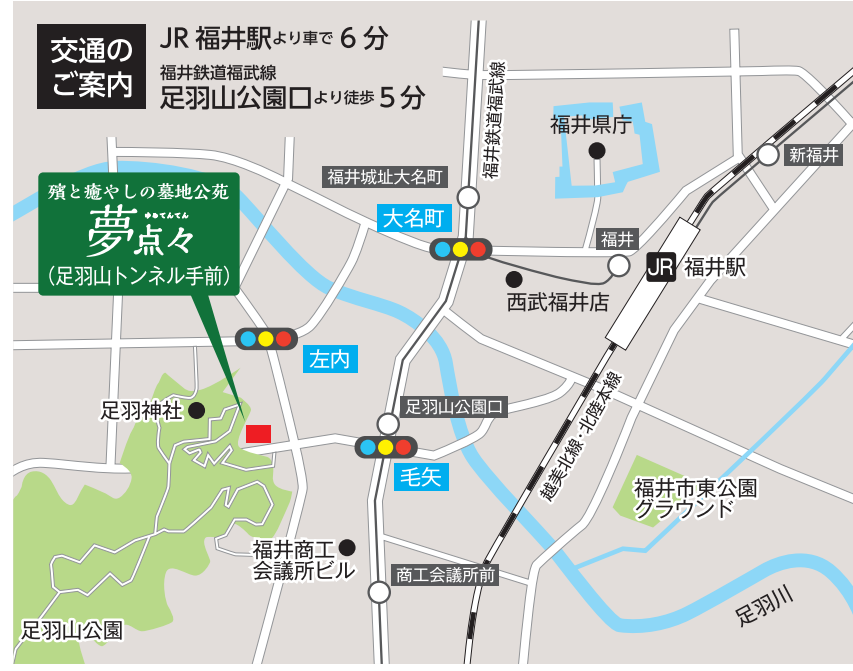 交通の
ご案内
JR 福井駅より車で 6 分
福井鉄道福武線
足羽山公園口より徒歩 5 分
福井鉄道福武線
福井県庁
新福井
福井城址大名町
殯と癒やしの墓地公苑
ゆめてんてん
夢点々
(足羽山トンネル手前)
大名町
福井
JR 福井駅
西武福井店
左内
足羽神社
足羽山公園口
越美北線・北陸本線
毛矢
福井市東公園
グラウンド
福井商工
会議所ビル
商工会議所前
足羽川
足羽山公園